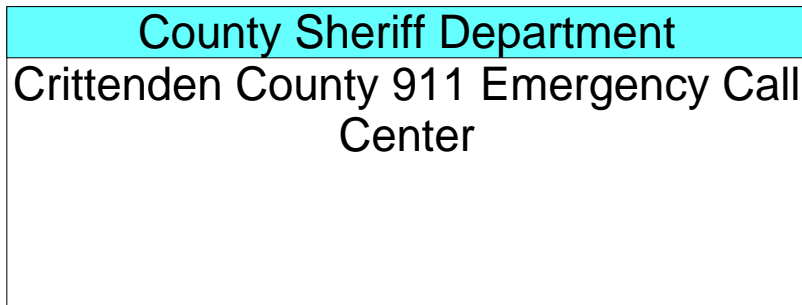 County Sheriff Department
Crittenden County 911 Emergency Call
Center